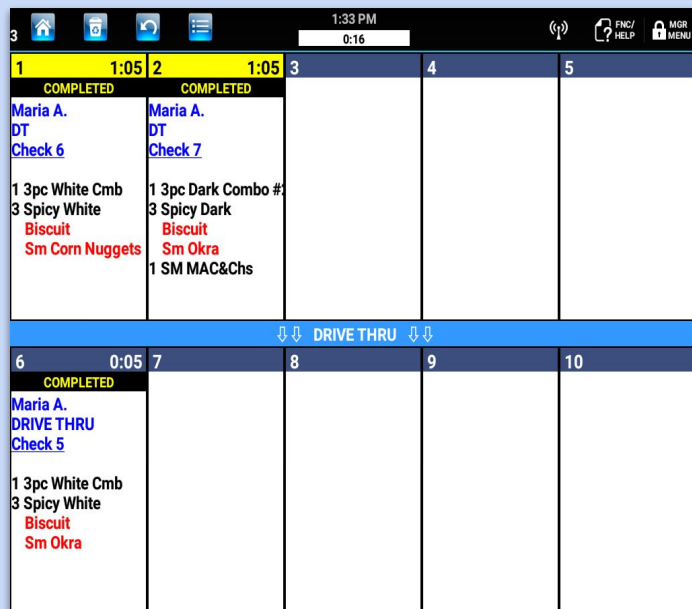 3
1:33 PM
0:16
FNC/
HELP
MGR
MENU
1 1:05
COMPLETED
Maria A.
DT
Check 6
1 3pc White Cmb
3 Spicy White
Biscuit
Sm Corn Nuggets
2 1:05
COMPLETED
Maria A.
DT
Check 7
1 3pc Dark Combo #
3 Spicy Dark
Biscuit
Sm Okra
1 SM MAC&Chs
3
4
5
DRIVE THRU
6 0:05
COMPLETED
Maria A.
DRIVE THRU
Check 5
1 3pc White Cmb
3 Spicy White
Biscuit
Sm Okra
7
8
9
10